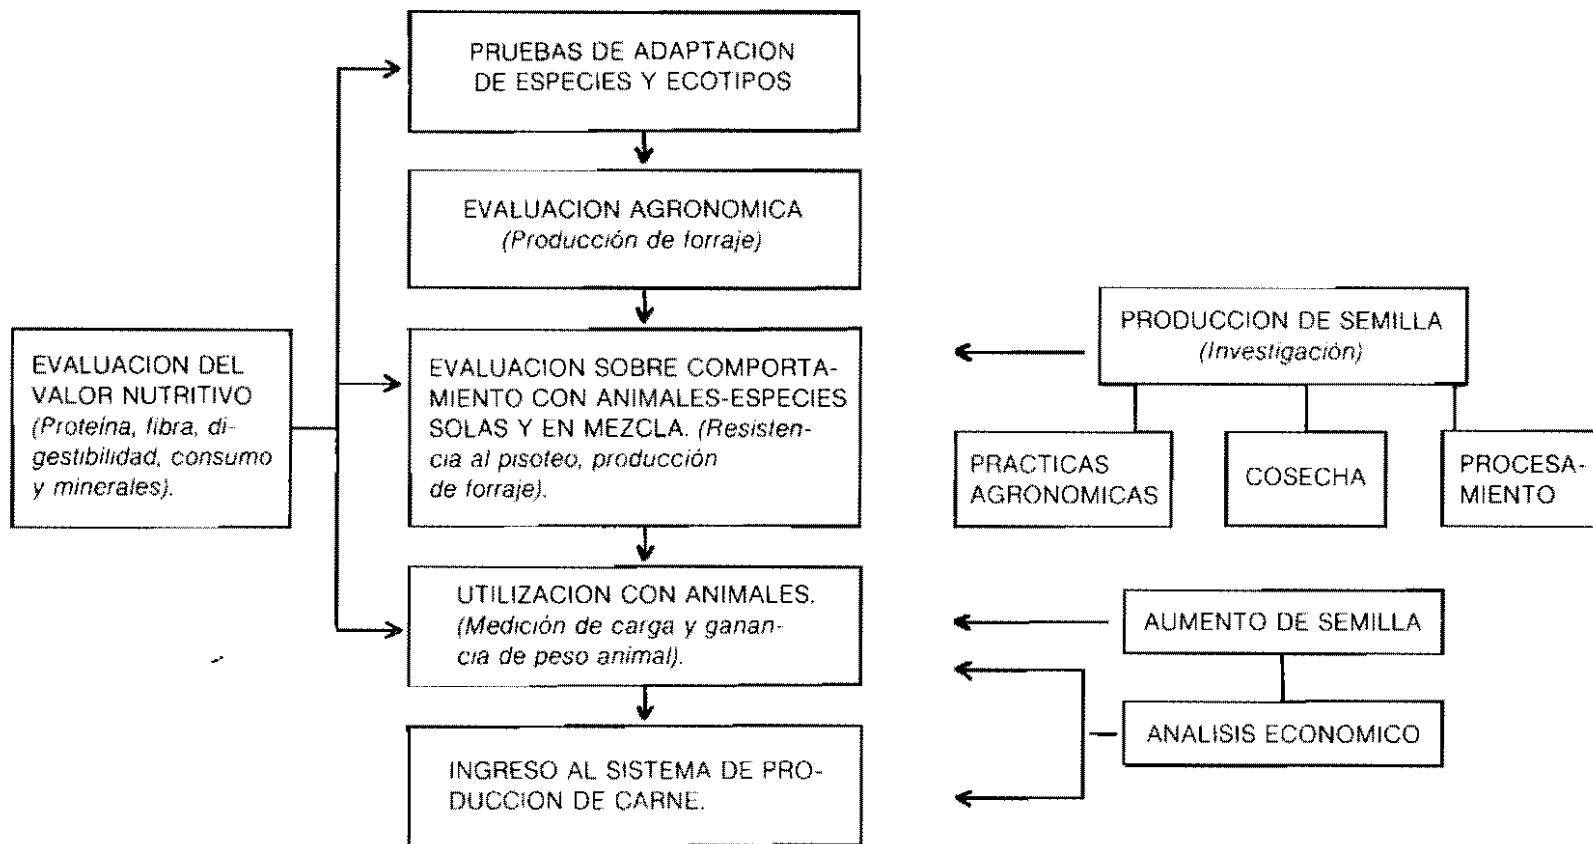 PRUEBAS DE ADAPTACION
DE ESPECIES Y ECOTIPOS
EVALUACION AGRONOMICA
(Producción de forraje)
EVALUACION DEL
VALOR NUTRITIVO
(Proteína, fibra, di-
gestibilidad, consumo
y minerales).
EVALUACION SOBRE COMPORTA-
MIENTO CON ANIMALES-ESPECIES
SOLAS Y EN MEZCLA. (Resisten-
cia al pisoteo, producción
de forraje).
PRODUCCION DE SEMILLA
(Investigación)
PRACTICAS
AGRONOMICAS
COSECHA
PROCESA-
MIENTO
UTILIZACION CON ANIMALES.
(Medición de carga y ganan-
cia de peso animal).
AUMENTO DE SEMILLA
ANALISIS ECONOMICO
INGRESO AL SISTEMA DE PRO-
DUCCION DE CARNE.